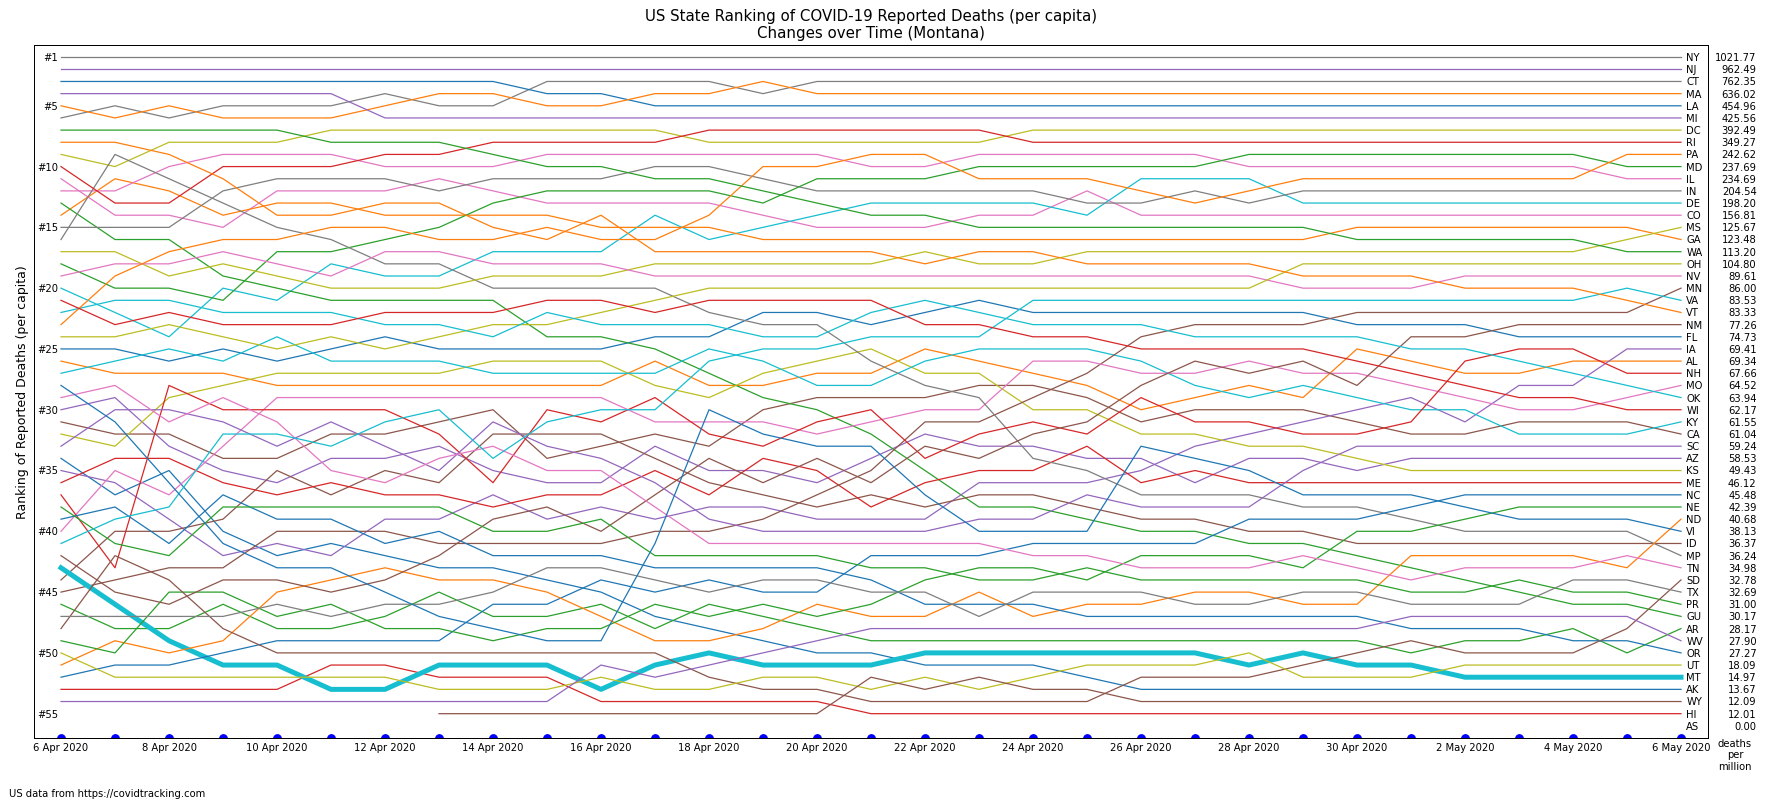 US State Ranking of COVID-19 Reported Deaths (per capita)
Changes over Time (Montana)
Ranking of Reported Deaths (per capita)
#1
#5
#10
#15
#20
#25
#30
#35
#40
#45
#50
#55
NY 1021.77
NJ 962.49
CT 762.35
MA 636.02
LA 454.96
MI 425.56
DC 392.49
RI 349.27
PA 242.62
MD 237.69
IL 234.69
IN 204.54
DE 198.20
CO 156.81
MS 125.67
GA 123.48
WA 113.20
OH 104.80
NV 89.61
MN 86.00
VA 83.53
VT 83.33
NM 77.26
FL 74.73
IA 69.41
AL 69.34
NH 67.66
MO 64.52
OK 63.94
WI 62.17
KY 61.55
CA 61.04
SC 59.24
AZ 58.53
KS 49.43
ME 46.12
NC 45.48
NE 42.39
ND 40.68
VI 38.13
ID 36.37
MP 36.24
TN 34.98
SD 32.78
TX 32.69
PR 31.00
GU 30.17
AR 28.17
WV 27.90
OR 27.27
UT 18.09
MT 14.97
AK 13.67
WY 12.09
HI 12.01
AS 0.00
6 Apr 2020 8 Apr 2020 10 Apr 2020 12 Apr 2020 14 Apr 2020 16 Apr 2020 18 Apr 2020 20 Apr 2020 22 Apr 2020 24 Apr 2020 26 Apr 2020 28 Apr 2020 30 Apr 2020 2 May 2020 4 May 2020 6 May 2020
deaths
per
million
US data from https://covidtracking.com